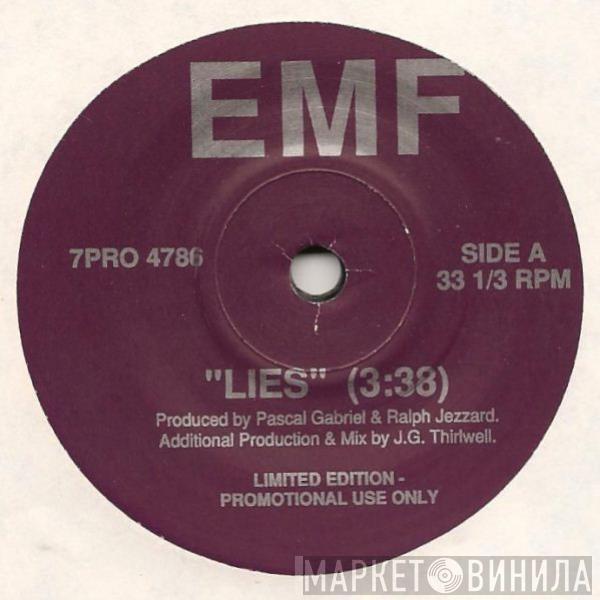 EMF
7PRO 4786
SIDE A
33 1/3 RPM
"LIES" (3:38)
Produced by Pascal Gabriel & Ralph Jezzard.
Additional Production & Mix by J.G. Thirlwell.
LIMITED EDITION -
PROMOTIONAL USE ONLY
МАРКЕТ ВИНИЛА